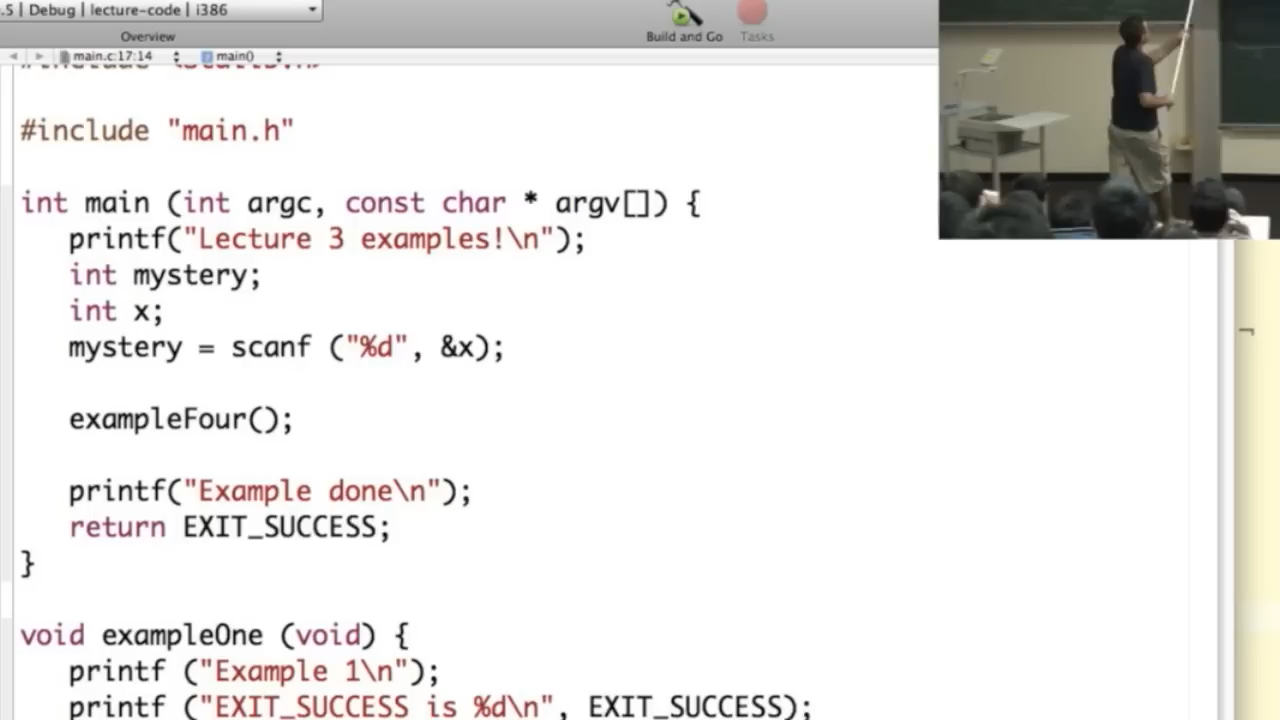 .5 | Debug | lecture-code | i386
Overview
Build and Go
Tasks
main.c:17:14
main()
#include "main.h"
int main (int argc, const char * argv[]) {
printf("Lecture 3 examples!\n");
int mystery;
int x;
mystery = scanf ("%d", &x);
exampleFour();
printf("Example done\n");
return EXIT_SUCCESS;
}
void exampleOne (void) {
printf ("Example 1\n");
printf ("EXIT_SUCCESS is %d\n", EXIT_SUCCESS);